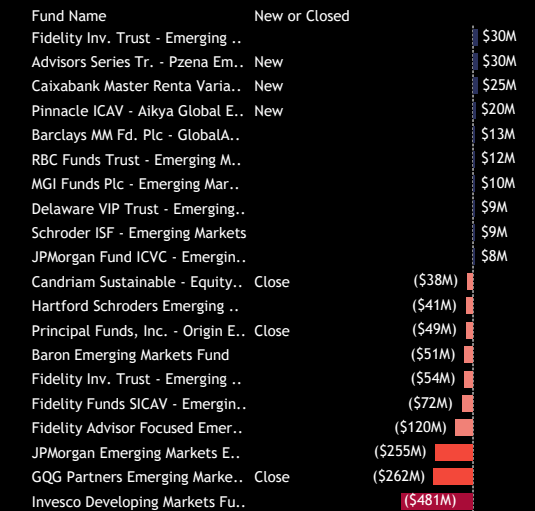 Fund Name New or Closed
Fidelity Inv. Trust - Emerging .. $30M
Advisors Series Tr. - Pzena Em.. New $30M
Caixabank Master Renta Varia.. New $25M
Pinnacle ICAV - Aikya Global E.. New $20M
Barclays MM Fd. Plc - GlobalA.. $13M
RBC Funds Trust - Emerging M.. $12M
MGI Funds Plc - Emerging Mar.. $10M
Delaware VIP Trust - Emerging.. $9M
Schroder ISF - Emerging Markets $9M
JPMorgan Fund ICVC - Emergin.. $8M
Candriam Sustainable - Equity.. Close ($38M)
Hartford Schroders Emerging .. ($41M)
Principal Funds, Inc. - Origin E.. Close ($49M)
Baron Emerging Markets Fund ($51M)
Fidelity Inv. Trust - Emerging .. ($54M)
Fidelity Funds SICAV - Emergin.. ($72M)
Fidelity Advisor Focused Emer.. ($120M)
JPMorgan Emerging Markets E.. ($255M)
GQG Partners Emerging Marke.. Close ($262M)
Invesco Developing Markets Fu.. ($481M)